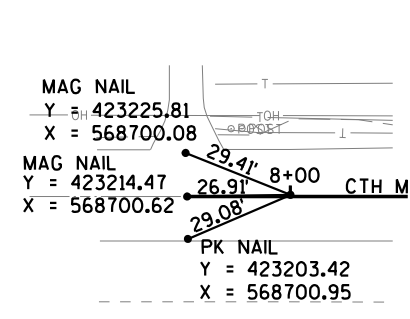 T
MAG NAIL
Y = 423225.81
OH
TOH
X = 568700.08
POST
T
MAG NAIL
Y = 423214.47
X = 568700.62
29.41'
26.91'
29.08'
8+00
CTH M
PK NAIL
Y = 423203.42
X = 568700.95